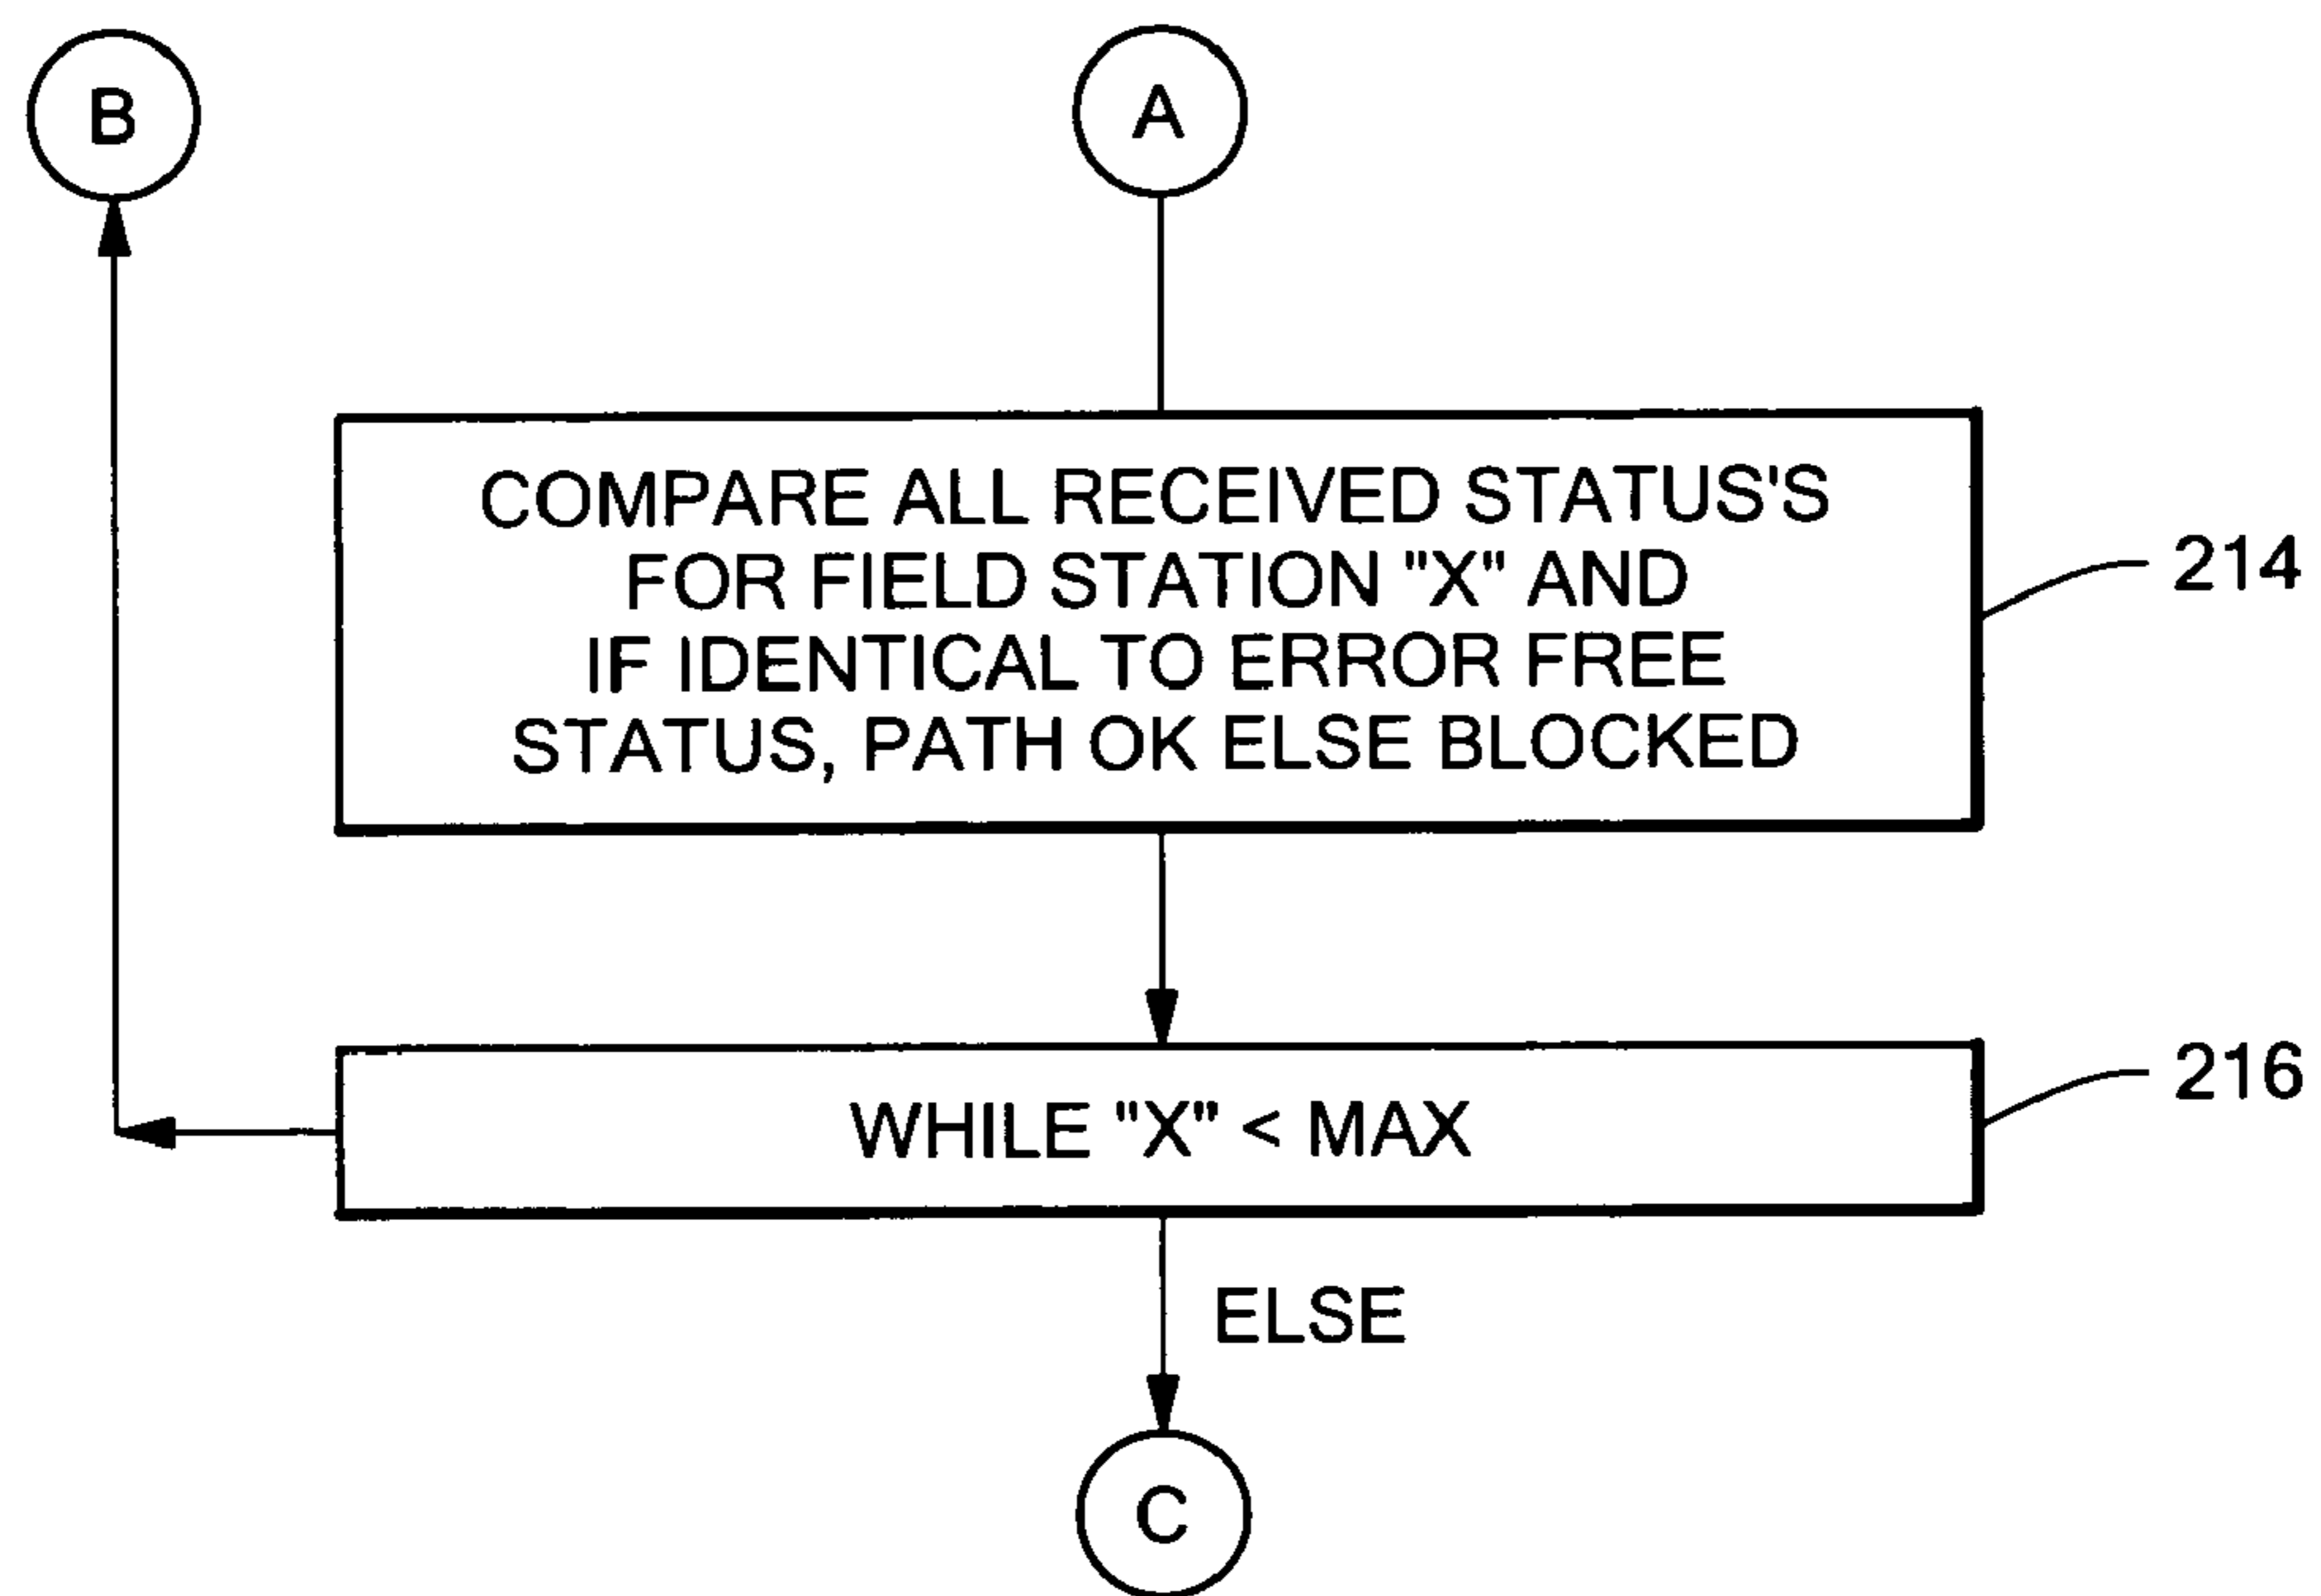 B
A
COMPARE ALL RECEIVED STATUS'S
FOR FIELD STATION "X" AND
IF IDENTICAL TO ERROR FREE
STATUS, PATH OK ELSE BLOCKED
214
WHILE "X" < MAX
216
ELSE
C